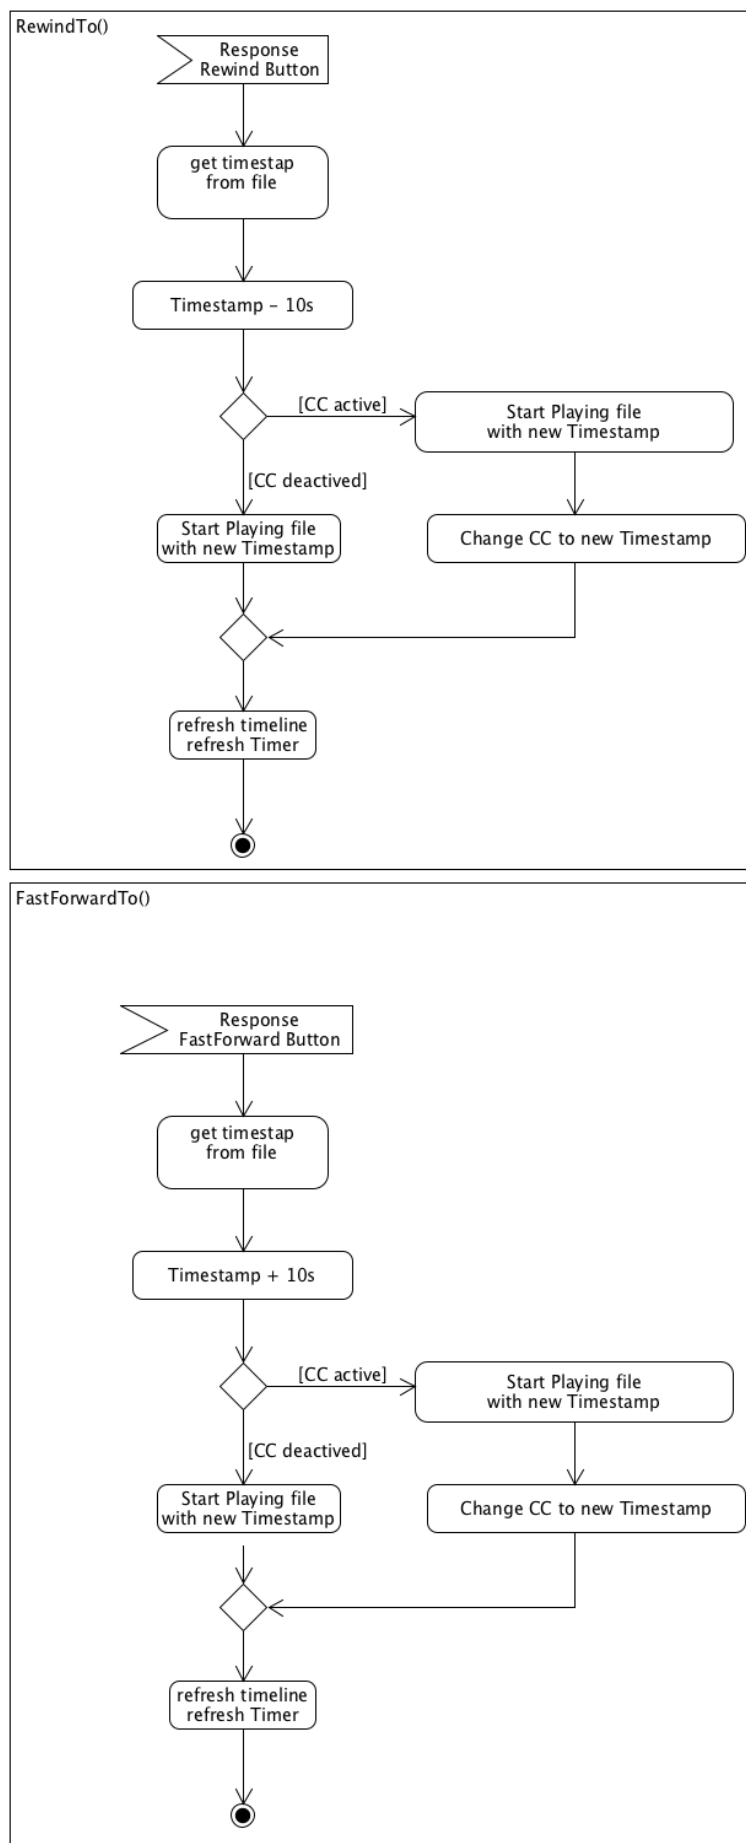 RewindTo()
Response
Rewind Button
get timestap
from file
Timestamp - 10s
[CC active]
Start Playing file
with new Timestamp
[CC deactived]
Start Playing file
with new Timestamp
Change CC to new Timestamp
refresh timeline
refresh Timer
FastForwardTo()
Response
FastForward Button
get timestap
from file
Timestamp + 10s
[CC active]
Start Playing file
with new Timestamp
[CC deactived]
Start Playing file
with new Timestamp
Change CC to new Timestamp
refresh timeline
refresh Timer